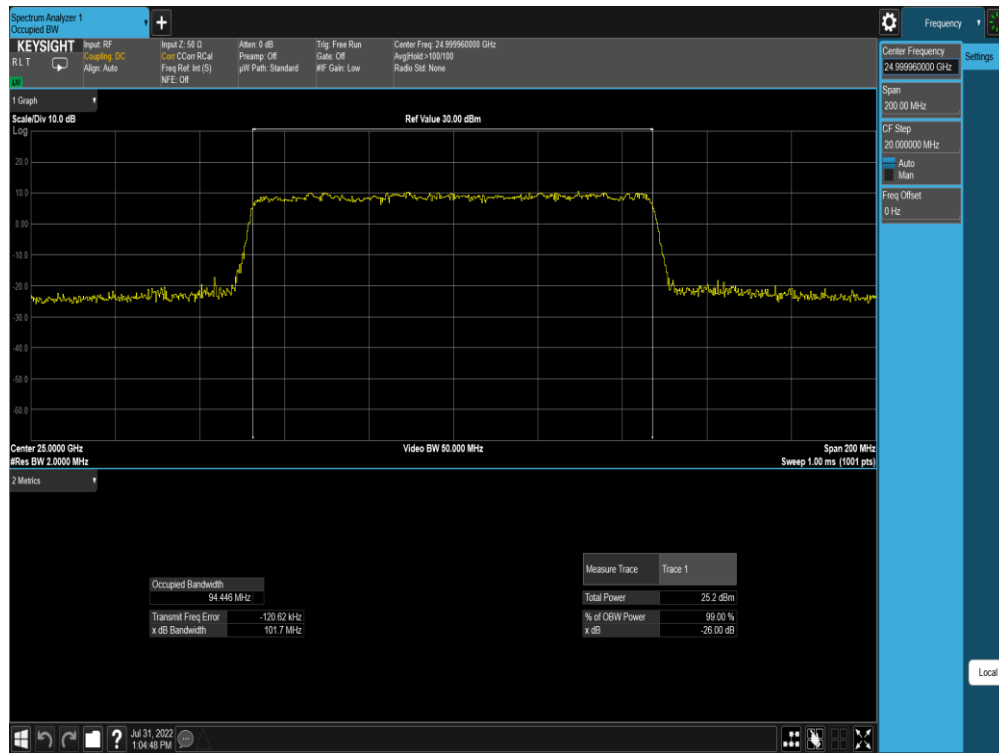 Spectrum Analyzer 1
Occupied BW
Frequency
KEYSIGHT
R L T
Input: RF
Coupling: DC
Align: Auto
Input Z: 50 Ω
Corr CCorr RCal
Freq Ref: Int (S)
NFE: Off
Atten: 0 dB
Preamp: Off
µW Path: Standard
Trig: Free Run
Gate: Off
#IF Gain: Low
Center Freq: 24.999960000 GHz
Avg|Hold:>100/100
Radio Std: None
Center Frequency
24.999960000 GHz
Settings
Span
200.00 MHz
CF Step
20.000000 MHz
Auto
Man
Freq Offset
0 Hz
1 Graph
Scale/Div 10.0 dB
Ref Value 30.00 dBm
Log
20.0
10.0
0.00
-10.0
-20.0
-30.0
-40.0
-50.0
-60.0
Center 25.0000 GHz
Video BW 50.000 MHz
Span 200 MHz
#Res BW 2.0000 MHz
Sweep 1.00 ms (1001 pts)
2 Metrics
Measure Trace
Trace 1
Occupied Bandwidth
94.446 MHz
Total Power
25.2 dBm
Transmit Freq Error
-120.62 kHz
% of OBW Power
99.00 %
x dB Bandwidth
101.7 MHz
x dB
-26.00 dB
Local
Jul 31, 2022
1:04:48 PM